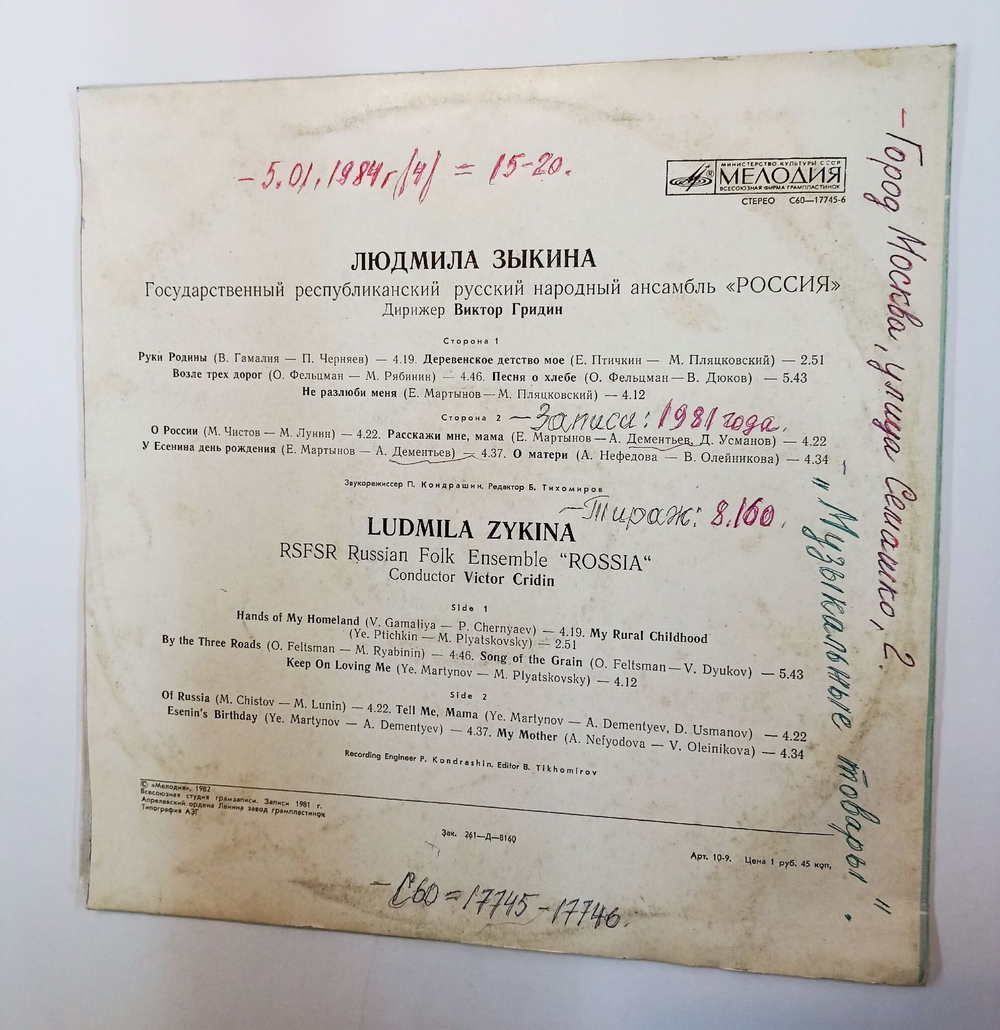 – 5.01.1984 г (4) = 15-20.
МИНИСТЕРСТВО КУЛЬТУРЫ СССР
МЕЛОДИЯ
ВСЕСОЮЗНАЯ ФИРМА ГРАМПЛАСТИНОК
СТЕРЕО С60—17745-6
ЛЮДМИЛА ЗЫКИНА
Государственный республиканский русский народный ансамбль «РОССИЯ»
Дирижер Виктор Гридин
Сторона 1
Руки Родины (В. Гамалия — П. Черняев) — 4.19. Деревенское детство мое (Е. Птичкин — М. Пляцковский) — 2.51
Возле трех дорог (О. Фельцман — М. Рябинин) — 4.46. Песня о хлебе (О. Фельцман — В. Дюков) — 5.43
Не разлюби меня (Е. Мартынов — М. Пляцковский) — 4.12
Сторона 2 – Записи: 1981 года.
О России (М. Чистов — М. Лунин) — 4.22. Расскажи мне, мама (Е. Мартынов — А. Дементьев, Д. Усманов) — 4.22
У Есенина день рождения (Е. Мартынов — А. Дементьев) — 4.37. О матери (А. Нефедова — В. Олейникова) — 4.34
Звукорежиссер П. Кондрашин. Редактор Б. Тихомиров
– Тираж: 8.160.
LUDMILA ZYKINA
RSFSR Russian Folk Ensemble “ROSSIA“
Conductor Victor Cridin
Side 1
Hands of My Homeland (V. Gamaliya — P. Chernyaev) — 4.19. My Rural Childhood
(Ye. Ptichkin — M. Plyatskovsky) — 2.51
By the Three Roads (O. Feltsman — M. Ryabinin) — 4.46. Song of the Grain (O. Feltsman — V. Dyukov) — 5.43
Keep On Loving Me (Ye. Martynov — M. Plyatskovsky) — 4.12
Side 2
Of Russia (M. Chistov — M. Lunin) — 4.22. Tell Me, Mama (Ye. Martynov — A. Dementyev, D. Usmanov) — 4.22
Esenin's Birthday (Ye. Martynov — A. Dementyev) — 4.37. My Mother (A. Nefyodova — V. Oleinikova) — 4.34
Recording Engineer P. Kondrashin. Editor B. Tikhomirov
© «Мелодия», 1982
Всесоюзная студия грамзаписи. Записи 1981 г.
Апрелевский ордена Ленина завод грампластинок
Типография АЗГ
Зак. 261—Д—8160
Арт. 10-9. Цена 1 руб. 45 коп.
– С60 = 17745 – 17746.
– Город Москва, улица Семашко, 2.
– „Музыкальные товары".